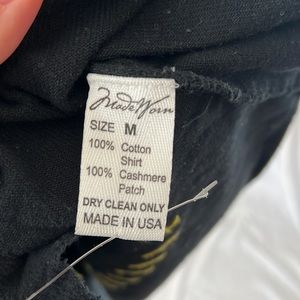 MadeWorn
SIZE M
100% Cotton
Shirt
100% Cashmere
Patch
DRY CLEAN ONLY
MADE IN USA